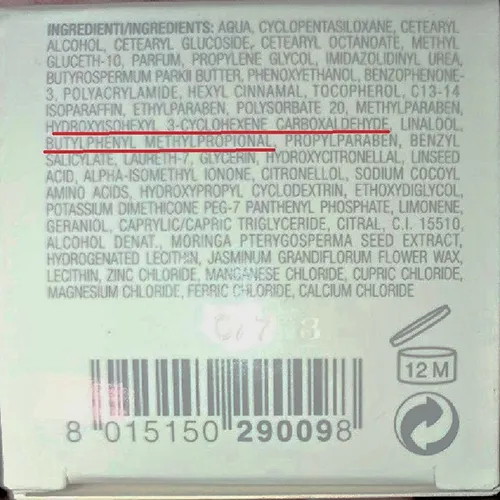 INGREDIENTI/INGREDIENTS: AQUA, CYCLOPENTASILOXANE, CETEARYL
ALCOHOL, CETEARYL GLUCOSIDE, CETEARYL OCTANOATE, METHYL
GLUCETH-10, PARFUM, PROPYLENE GLYCOL, IMIDAZOLIDINYL UREA,
BUTYROSPERMUM PARKII BUTTER, PHENOXYETHANOL, BENZOPHENONE-
3, POLYACRYLAMIDE, HEXYL CINNAMAL, TOCOPHEROL, C13-14
ISOPARAFFIN, ETHYLPARABEN, POLYSORBATE 20, METHYLPARABEN,
HYDROXYISOHEXYL 3-CYCLOHEXENE CARBOXALDEHYDE, LINALOOL,
BUTYLPHENYL METHYLPROPIONAL, PROPYLPARABEN, BENZYL
SALICYLATE, LAURETH-7, GLYCERIN, HYDROXYCITRONELLAL, LINSEED
ACID, ALPHA-ISOMETHYL IONONE, CITRONELLOL, SODIUM COCOYL
AMINO ACIDS, HYDROXYPROPYL CYCLODEXTRIN, ETHOXYDIGLYCOL,
POTASSIUM DIMETHICONE PEG-7 PANTHENYL PHOSPHATE, LIMONENE,
GERANIOL, CAPRYLIC/CAPRIC TRIGLYCERIDE, CITRAL, C.I. 15510,
ALCOHOL DENAT., MORINGA PTERYGOSPERMA SEED EXTRACT,
HYDROGENATED LECITHIN, JASMINUM GRANDIFLORUM FLOWER WAX,
LECITHIN, ZINC CHLORIDE, MANGANESE CHLORIDE, CUPRIC CHLORIDE,
MAGNESIUM CHLORIDE, FERRIC CHLORIDE, CALCIUM CHLORIDE
12 M
8 015150 290098